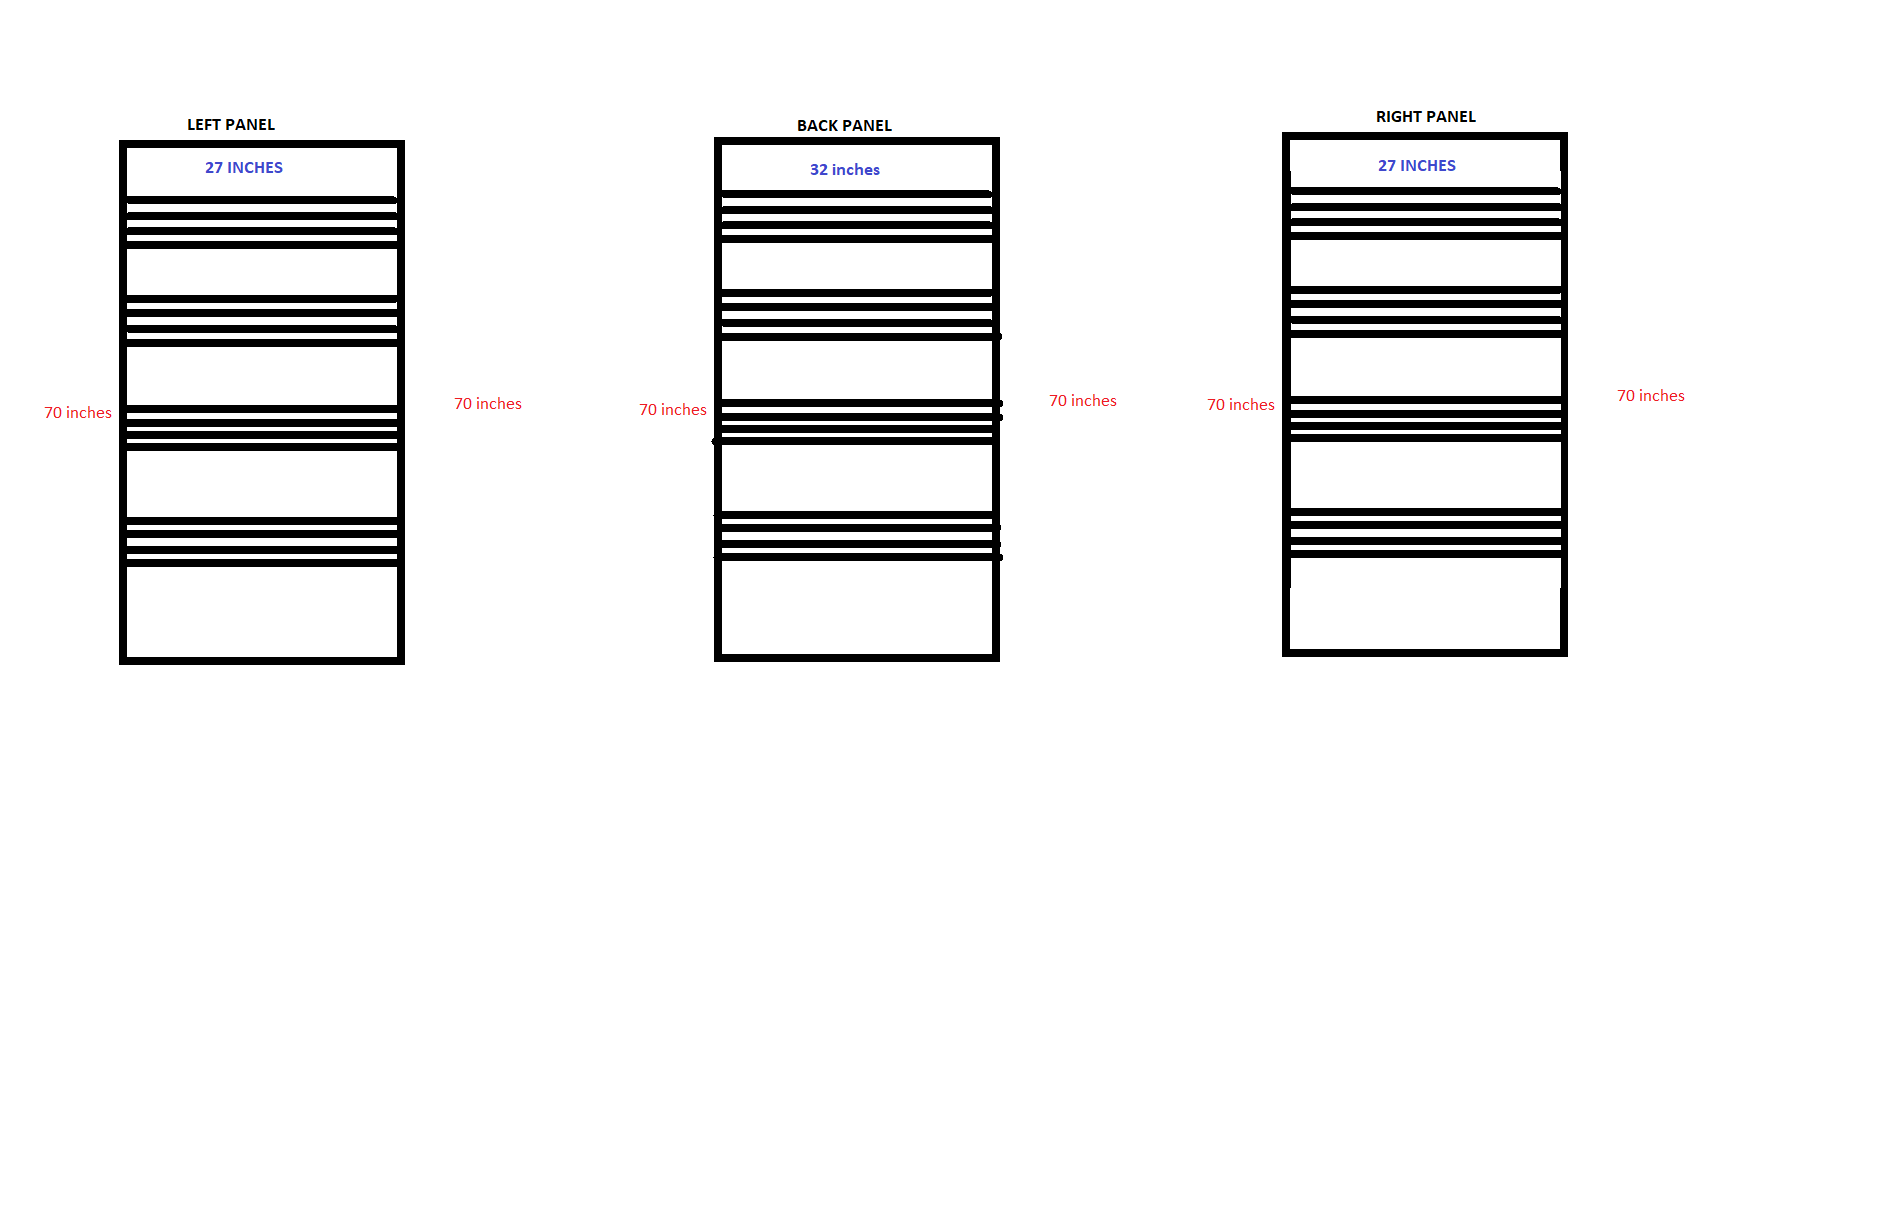 LEFT PANEL
27 INCHES
70 inches
70 inches
BACK PANEL
32 inches
70 inches
70 inches
RIGHT PANEL
27 INCHES
70 inches
70 inches